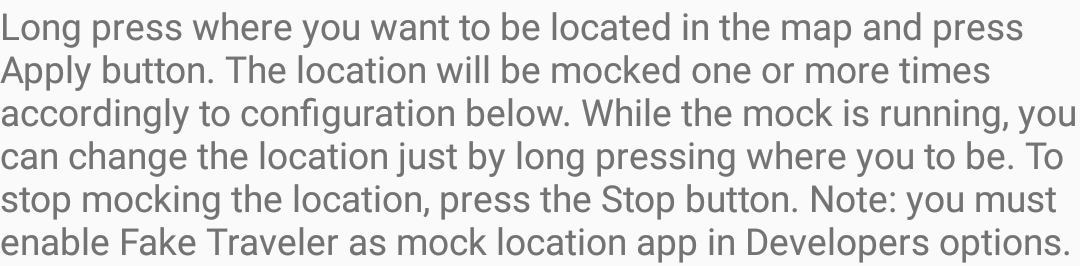 Long press where you want to be located in the map and press
Apply button. The location will be mocked one or more times
accordingly to configuration below. While the mock is running, you
can change the location just by long pressing where you to be. To
stop mocking the location, press the Stop button. Note: you must
enable Fake Traveler as mock location app in Developers options.